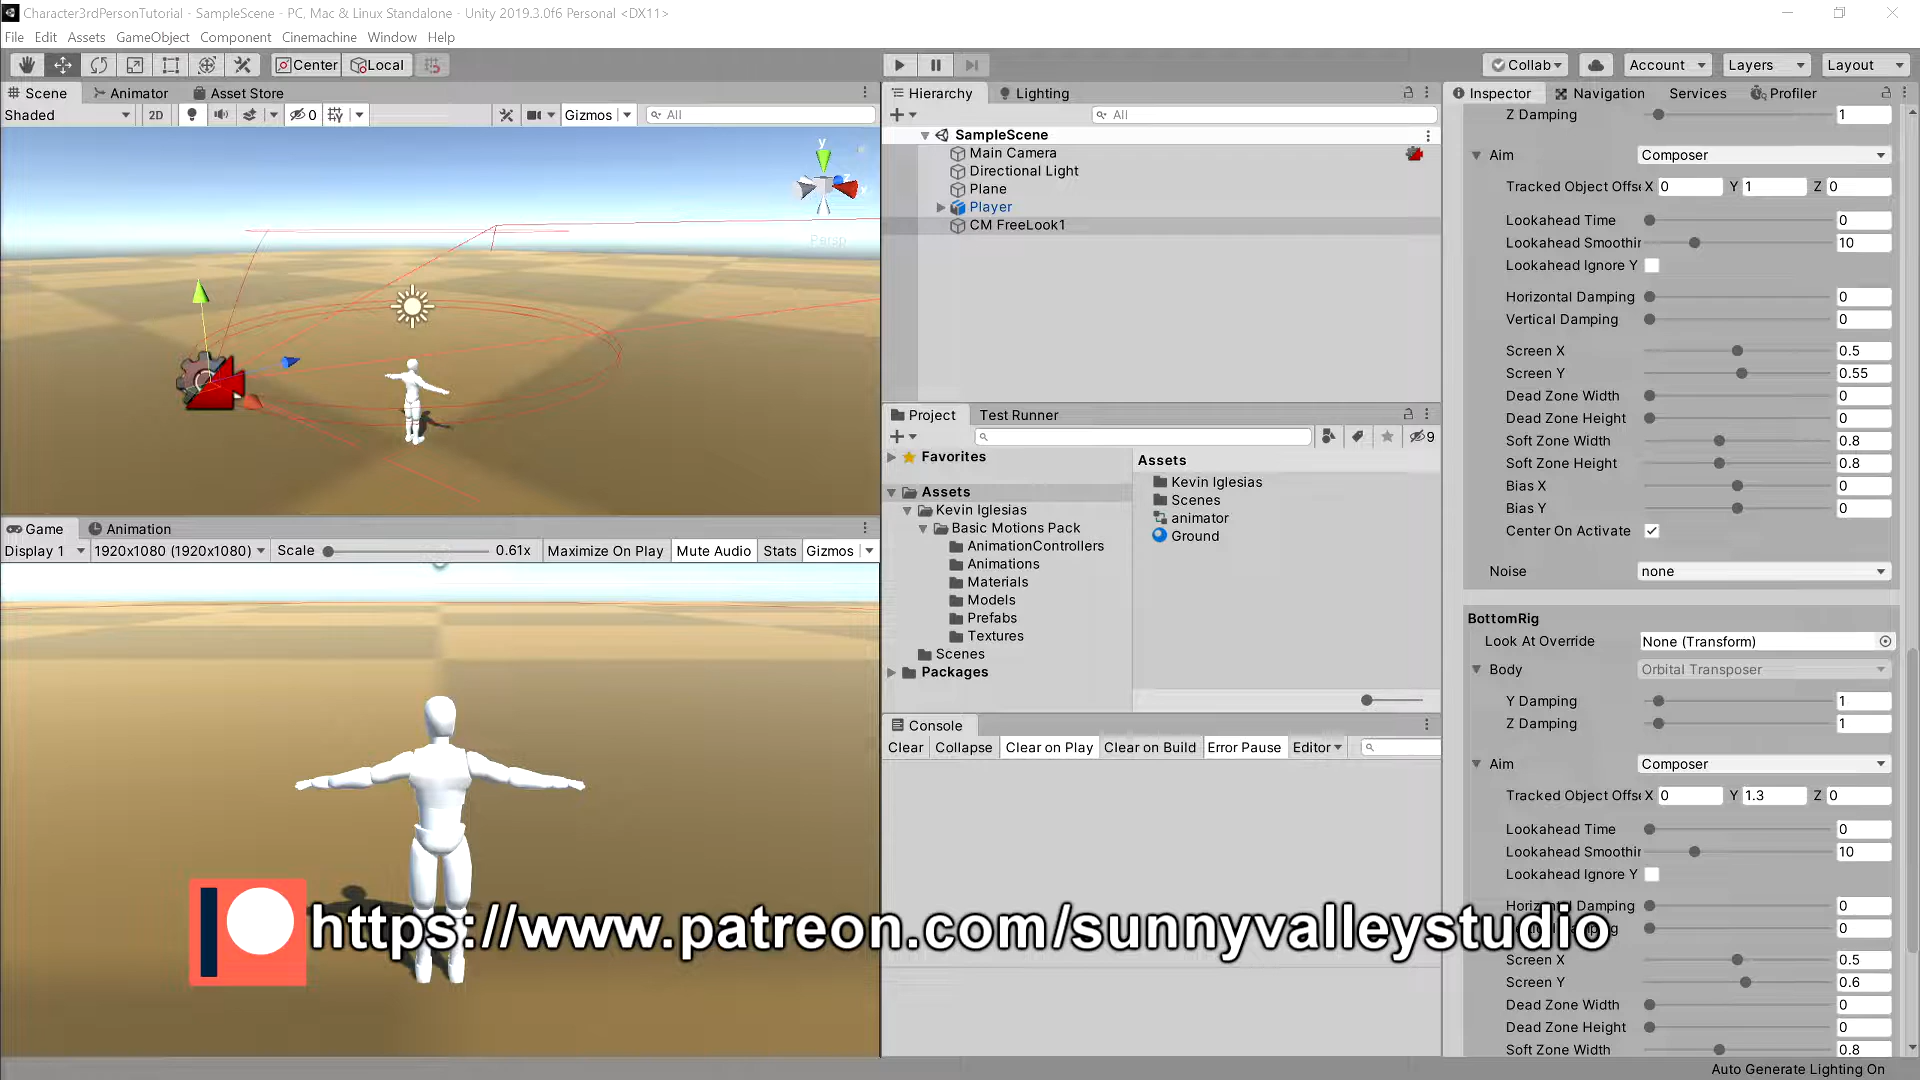 Character3rdPersonTutorial - SampleScene - PC, Mac & Linux Standalone - Unity 2019.3.0f6 Personal <DX11>
File Edit Assets GameObject Component Cinemachine Window Help
Center Local
Collab Account Layers Layout
Scene Animator Asset Store
Shaded 2D 0 Gizmos All
y
Persp
Game Animation
Display 1 1920x1080 (1920x1080) Scale 0.61x Maximize On Play Mute Audio Stats Gizmos
Hierarchy Lighting
All
SampleScene
Main Camera
Directional Light
Plane
Player
CM FreeLook1
Project Test Runner
9
Favorites
Assets
Kevin Iglesias
Basic Motions Pack
AnimationControllers
Animations
Materials
Models
Prefabs
Textures
Scenes
Packages
Assets
Kevin Iglesias
Scenes
animator
Ground
Console
Clear Collapse Clear on Play Clear on Build Error Pause Editor
Inspector Navigation Services Profiler
Z Damping 1
Aim Composer
Tracked Object Offse X 0 Y 1 Z 0
Lookahead Time 0
Lookahead Smoothir 10
Lookahead Ignore Y
Horizontal Damping 0
Vertical Damping 0
Screen X 0.5
Screen Y 0.55
Dead Zone Width 0
Dead Zone Height 0
Soft Zone Width 0.8
Soft Zone Height 0.8
Bias X 0
Bias Y 0
Center On Activate
Noise none
BottomRig
Look At Override None (Transform)
Body Orbital Transposer
Y Damping 1
Z Damping 1
Aim Composer
Tracked Object Offse X 0 Y 1.3 Z 0
Lookahead Time 0
Lookahead Smoothir 10
Lookahead Ignore Y
Horizontal Damping 0
0
Screen X 0.5
Screen Y 0.6
Dead Zone Width 0
Dead Zone Height 0
Soft Zone Width 0.8
https://www.patreon.com/sunnyvalleystudio
Auto Generate Lighting On